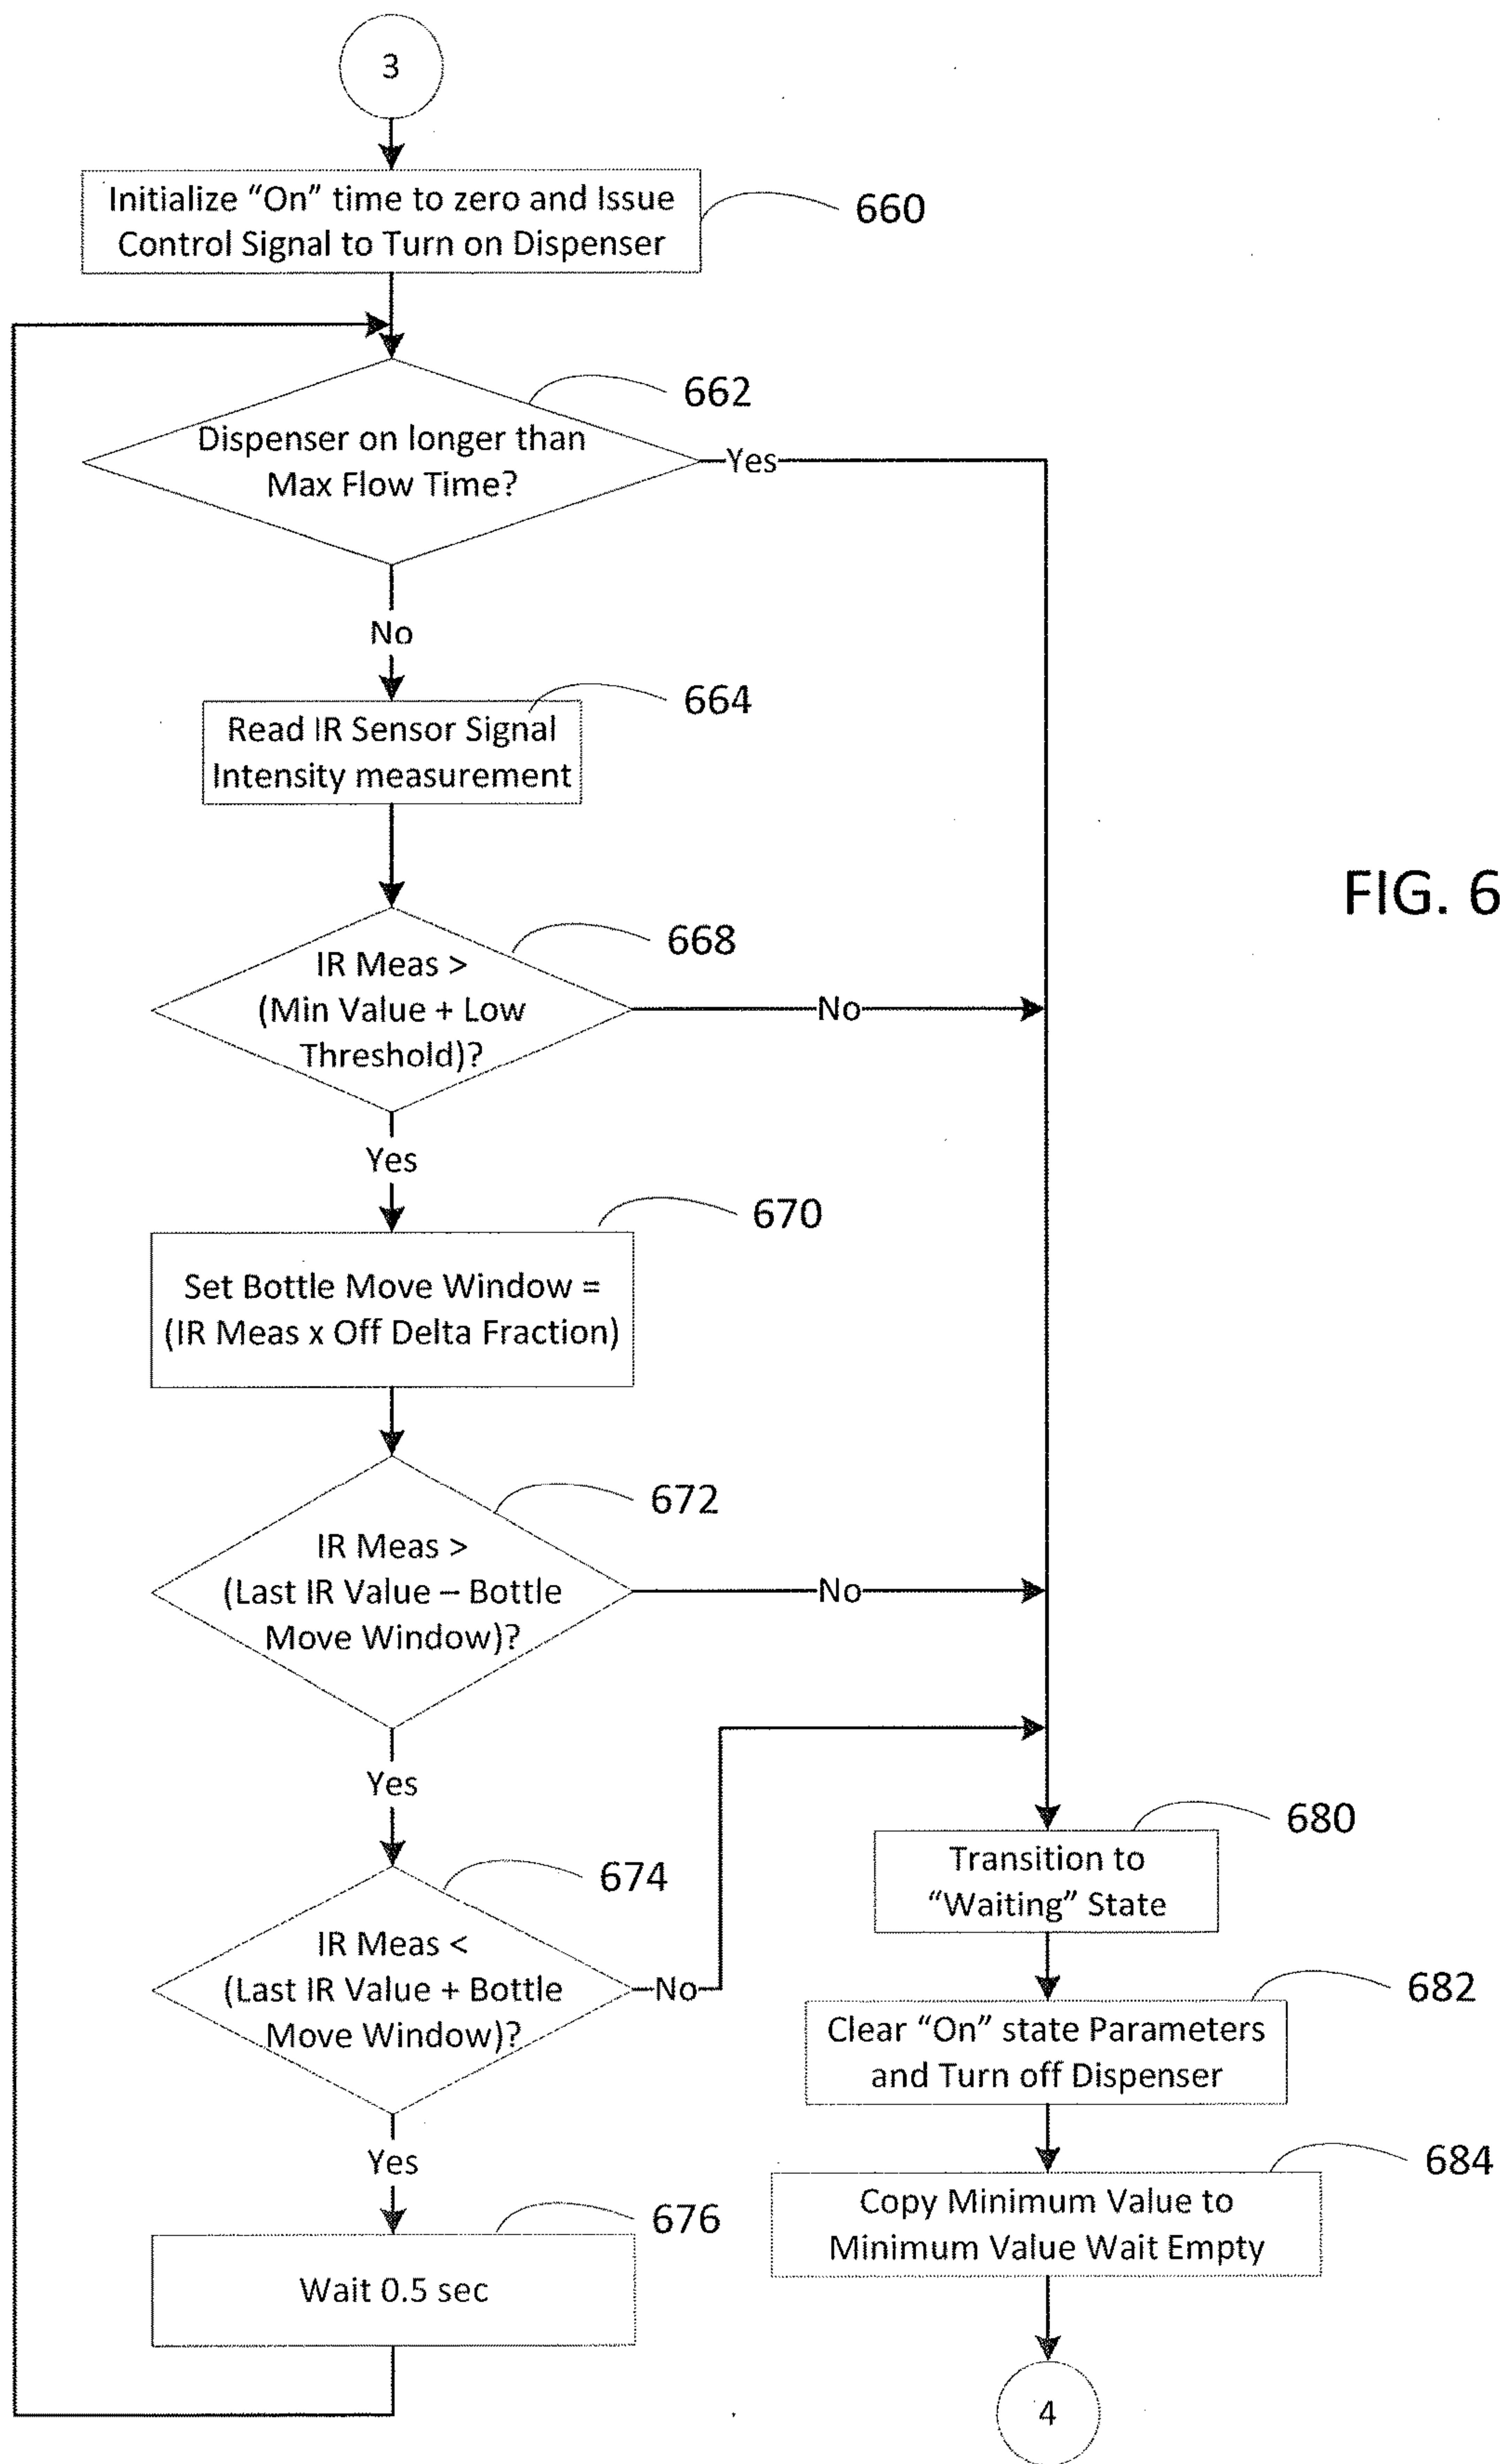 3
Initialize “On” time to zero and Issue
Control Signal to Turn on Dispenser
660
662
Dispenser on longer than
Max Flow Time?
Yes
No
664
Read IR Sensor Signal
Intensity measurement
FIG. 6
668
IR Meas >
(Min Value + Low
Threshold)?
No
Yes
670
Set Bottle Move Window =
(IR Meas x Off Delta Fraction)
672
IR Meas >
(Last IR Value – Bottle
Move Window)?
No
Yes
674
IR Meas <
(Last IR Value + Bottle
Move Window)?
No
Yes
676
Wait 0.5 sec
680
Transition to
“Waiting” State
682
Clear “On” state Parameters
and Turn off Dispenser
684
Copy Minimum Value to
Minimum Value Wait Empty
4